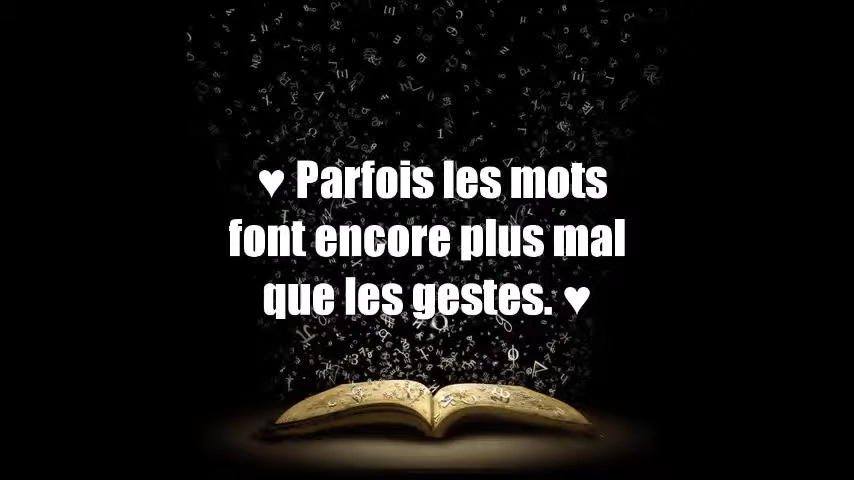 ♥ Parfois les mots
font encore plus mal
que les gestes. ♥